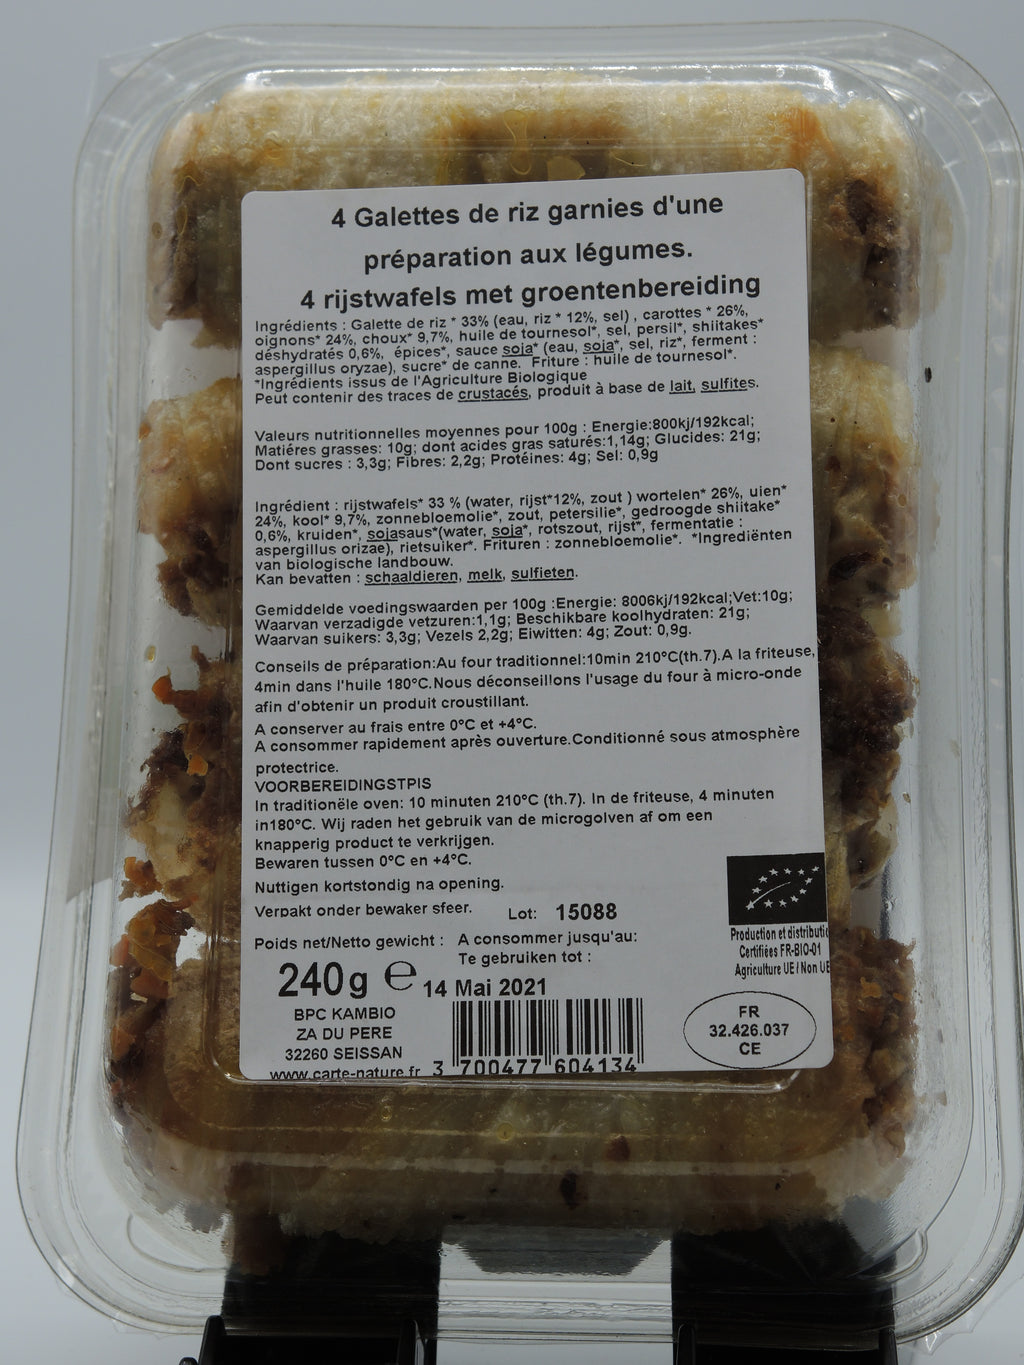 4 Galettes de riz garnies d'une
préparation aux légumes.
4 rijstwafels met groentenbereiding
Ingrédients : Galette de riz * 33% (eau, riz * 12%, sel) , carottes * 26%,
oignons* 24%, choux* 9,7%, huile de tournesol*, sel, persil*, shiitakes*
déshydratés 0,6%, épices*, sauce soja* (eau, soja*, sel, riz*, ferment :
aspergillus oryzae), sucre* de canne. Friture : huile de tournesol*.
*Ingrédients issus de l'Agriculture Biologique
Peut contenir des traces de crustacés, produit à base de lait, sulfites.
Valeurs nutritionnelles moyennes pour 100g : Energie:800kj/192kcal;
Matiéres grasses: 10g; dont acides gras saturés:1,14g; Glucides: 21g;
Dont sucres : 3,3g; Fibres: 2,2g; Protéines: 4g; Sel: 0,9g
Ingrédient : rijstwafels* 33 % (water, rijst*12%, zout ) wortelen* 26%, uien*
24%, kool* 9,7%, zonnebloemolie*, zout, petersilie*, gedroogde shiitake*
0,6%, kruiden*, sojasaus*(water, soja*, rotszout, rijst*, fermentatie :
aspergillus orizae), rietsuiker*. Frituren : zonnebloemolie*. *Ingrediënten
van biologische landbouw.
Kan bevatten : schaaldieren, melk, sulfieten.
Gemiddelde voedingswaarden per 100g :Energie: 8006kj/192kcal;Vet:10g;
Waarvan verzadigde vetzuren:1,1g; Beschikbare koolhydraten: 21g;
Waarvan suikers: 3,3g; Vezels 2,2g; Eiwitten: 4g; Zout: 0,9g.
Conseils de préparation:Au four traditionnel:10min 210°C(th.7).A la friteuse,
4min dans l'huile 180°C.Nous déconseillons l'usage du four à micro-onde
afin d'obtenir un produit croustillant.
A conserver au frais entre 0°C et +4°C.
A consommer rapidement après ouverture.Conditionné sous atmosphère
protectrice.
VOORBEREIDINGSTPIS
In traditionële oven: 10 minuten 210°C (th.7). In de friteuse, 4 minuten
in180°C. Wij raden het gebruik van de microgolven af om een
knapperig product te verkrijgen.
Bewaren tussen 0°C en +4°C.
Nuttigen kortstondig na opening.
Verpakt onder bewaker sfeer. Lot: 15088
Production et distributi
Certifiées FR-BIO-01
Agriculture UE / Non UE
Poids net/Netto gewicht : A consommer jusqu'au:
Te gebruiken tot :
240g e 14 Mai 2021
BPC KAMBIO
ZA DU PERE
32260 SEISSAN
www.carte-nature.fr
3 700477 604134
FR
32.426.037
CE